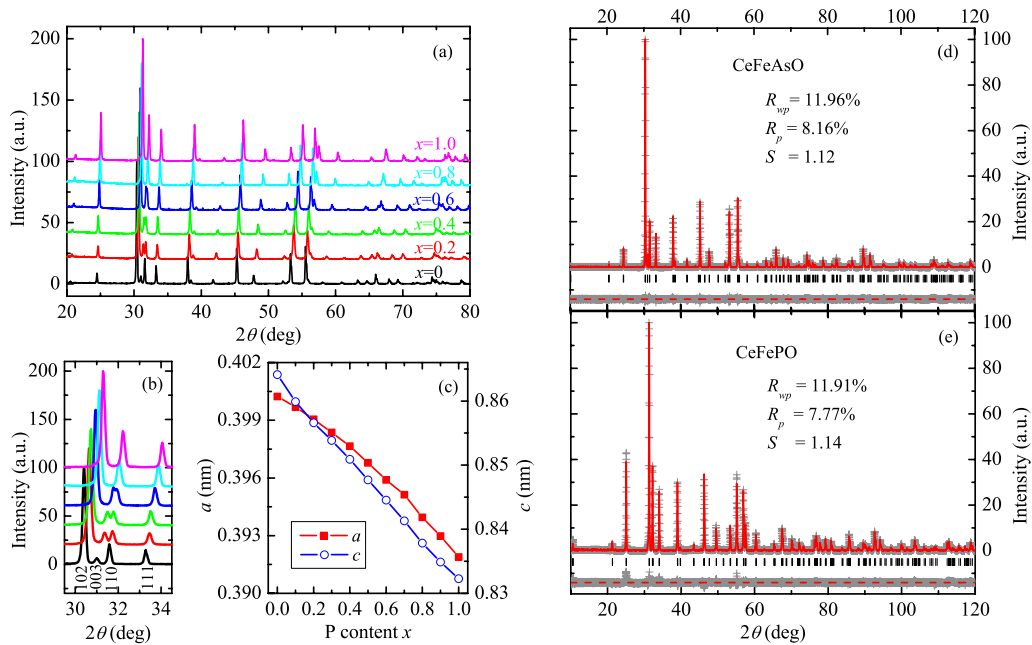 200
150
100
50
0
Intensity (a.u.)
(a)
x=1.0
x=0.8
x=0.6
x=0.4
x=0.2
x=0
20 30 40 50 60 70 80
2θ (deg)
200
150
100
50
0
Intensity (a.u.)
(b)
102
003
110
111
30 32 34
2θ (deg)
0.402
0.399
0.396
0.393
0.390
a (nm)
(c)
a
c
0.86
0.85
0.84
0.83
c (nm)
0.0 0.2 0.4 0.6 0.8 1.0
P content x
20 40 60 80 100 120
(d)
CeFeAsO
Rwp = 11.96%
Rp = 8.16%
S = 1.12
100
80
60
40
20
0
Intensity (a.u.)
(e)
CeFePO
Rwp = 11.91%
Rp = 7.77%
S = 1.14
100
80
60
40
20
0
Intensity (a.u.)
20 40 60 80 100 120
2θ (deg)